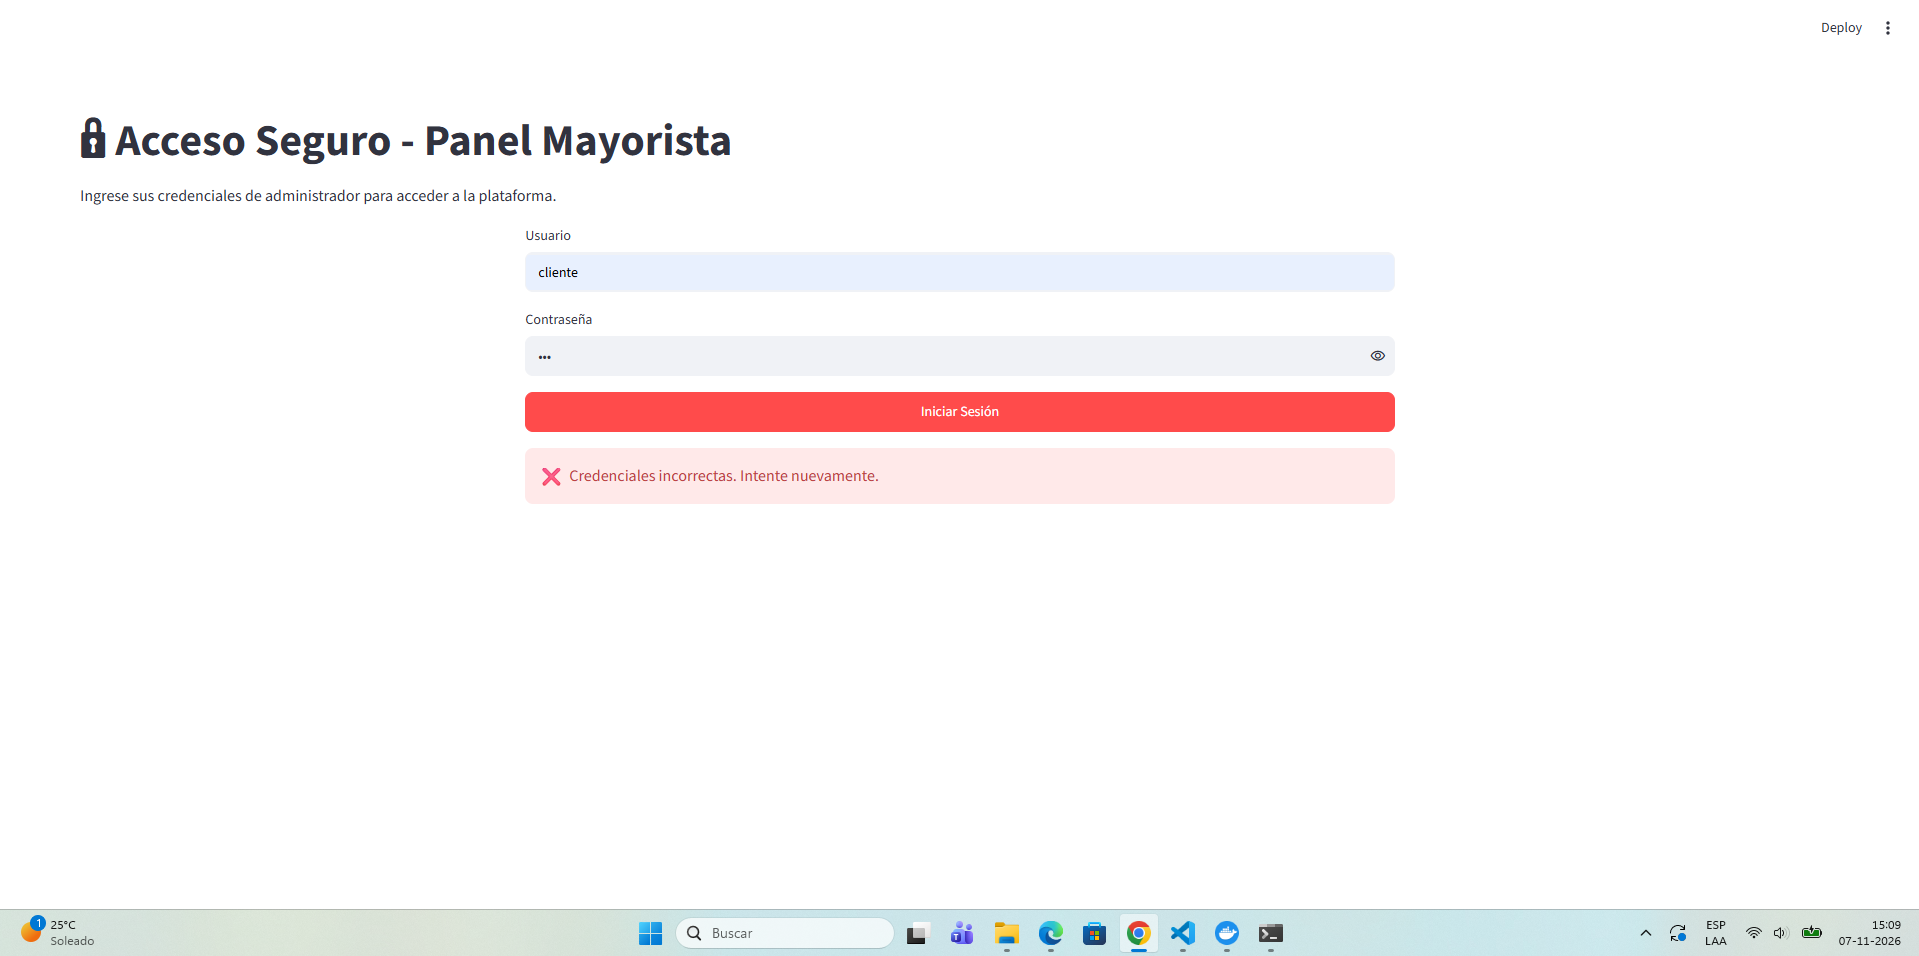 Deploy
Acceso Seguro - Panel Mayorista
Ingrese sus credenciales de administrador para acceder a la plataforma.
Usuario
cliente
Contraseña
•••
Iniciar Sesión
❌ Credenciales incorrectas. Intente nuevamente.
1
25°C
Soleado
Buscar
ESP
LAA
15:09
07-11-2026